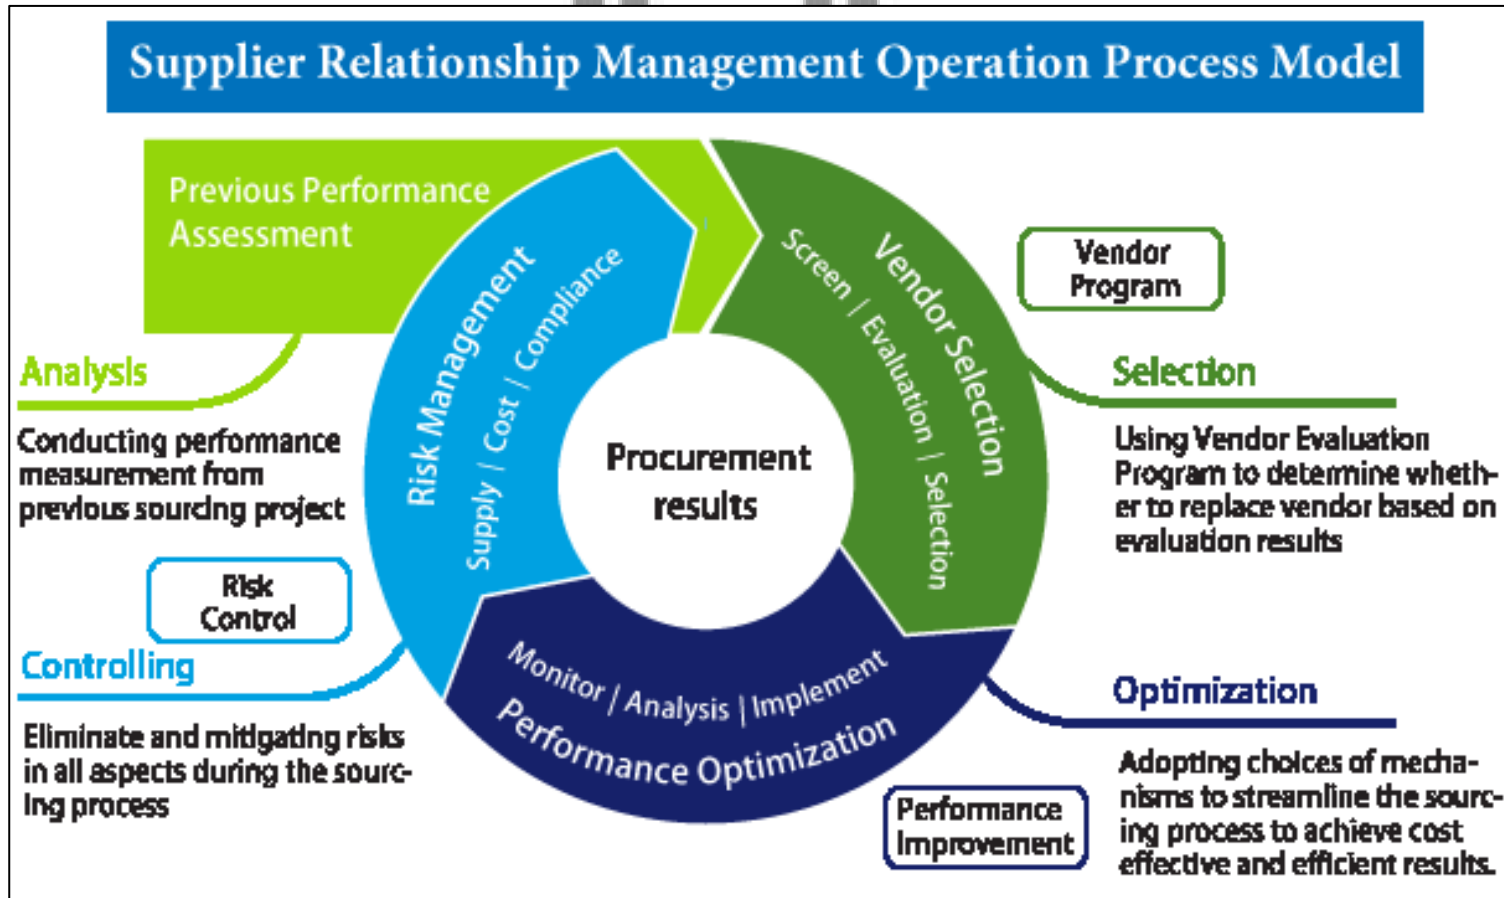 Supplier Relationship Management Operation Process Model
Previous Performance
Assessment
Analysis
Conducting performance
measurement from
previous sourcing project
Risk Management
Supply / Cost / Compliance
Risk
Control
Controlling
Eliminate and mitigating risks
in all aspects during the sourc-
ing process
Procurement
results
Vendor Selection
Screen / Evaluation / Selection
Vendor
Program
Selection
Using Vendor Evaluation
Program to determine wheth-
er to replace vendor based on
evaluation results
Monitor / Analysis / Implement
Performance Optimization
Performance
Improvement
Optimization
Adopting choices of mecha-
nisms to streamline the sourc-
ing process to achieve cost
effective and efficient results.